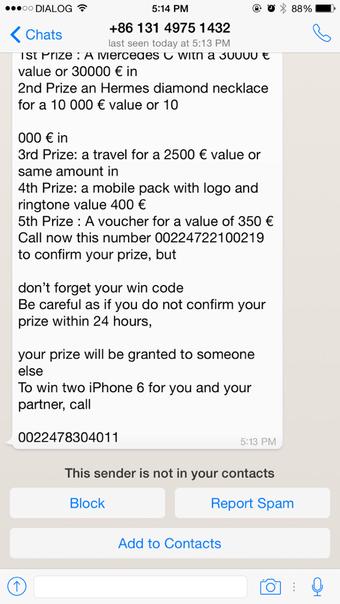 DIALOG 5:14 PM 88%
Chats
+86 131 4975 1432
last seen today at 5:13 PM
1st Prize : A Mercedes C with a 30000 €
value or 30000 € in
2nd Prize an Hermes diamond necklace
for a 10 000 € value or 10
000 € in
3rd Prize: a travel for a 2500 € value or
same amount in
4th Prize: a mobile pack with logo and
ringtone value 400 €
5th Prize : A voucher for a value of 350 €
Call now this number 00224722100219
to confirm your prize, but
don’t forget your win code
Be careful as if you do not confirm your
prize within 24 hours,
your prize will be granted to someone
else
To win two iPhone 6 for you and your
partner, call
0022478304011
5:13 PM
This sender is not in your contacts
Block
Report Spam
Add to Contacts